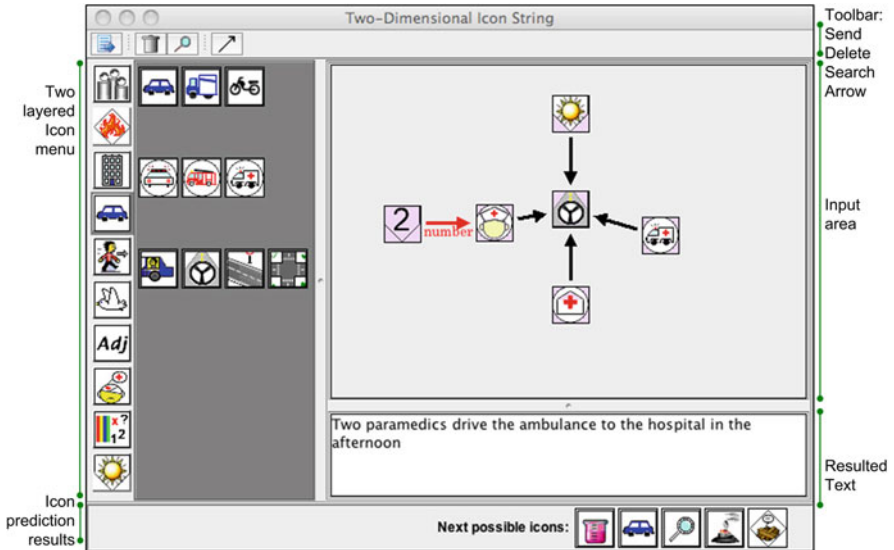 Two-Dimensional Icon String
Toolbar:
Send
Delete
Search
Arrow
Two
layered
Icon
menu
Adj
x?
12
2
number
Input
area
Two paramedics drive the ambulance to the hospital in the
afternoon
Resulted
Text
Icon
prediction
results
Next possible icons: